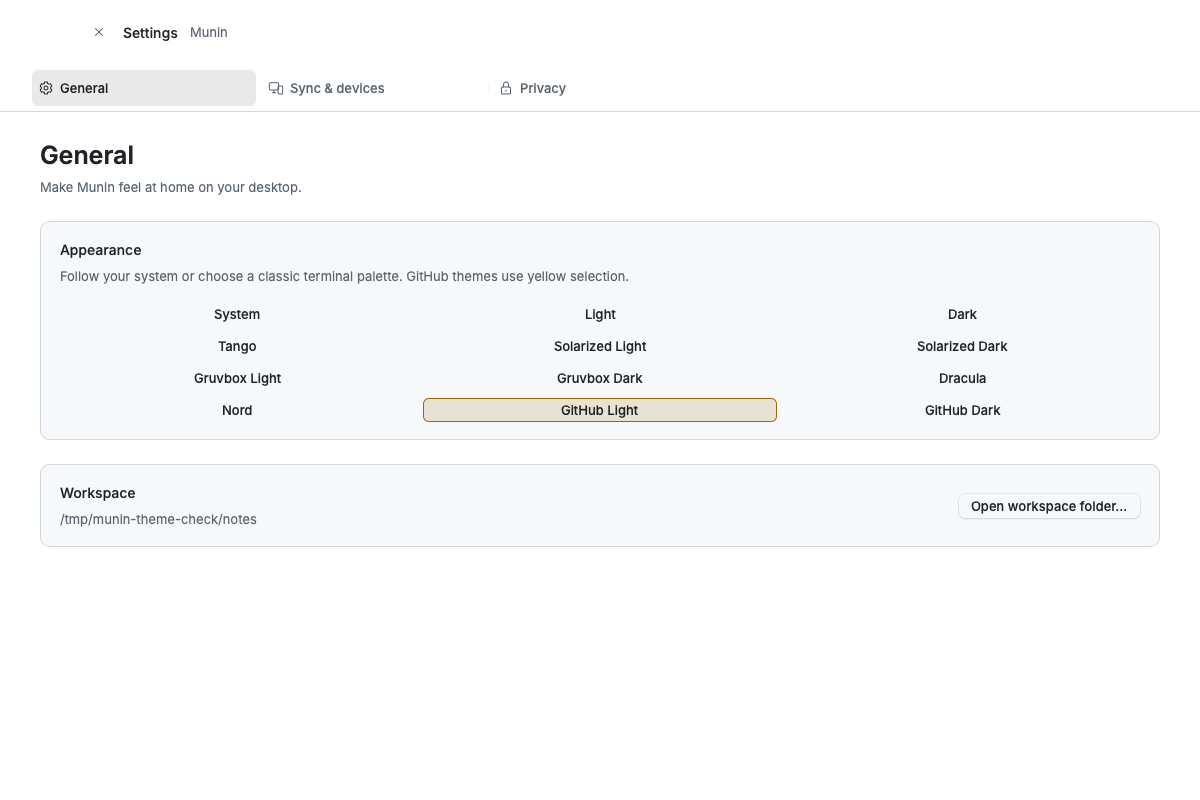 Settings Munin
General Sync & devices Privacy
General
Make Munin feel at home on your desktop.
Appearance
Follow your system or choose a classic terminal palette. GitHub themes use yellow selection.
System Light Dark
Tango Solarized Light Solarized Dark
Gruvbox Light Gruvbox Dark Dracula
Nord GitHub Light GitHub Dark
Workspace
/tmp/munin-theme-check/notes
Open workspace folder...